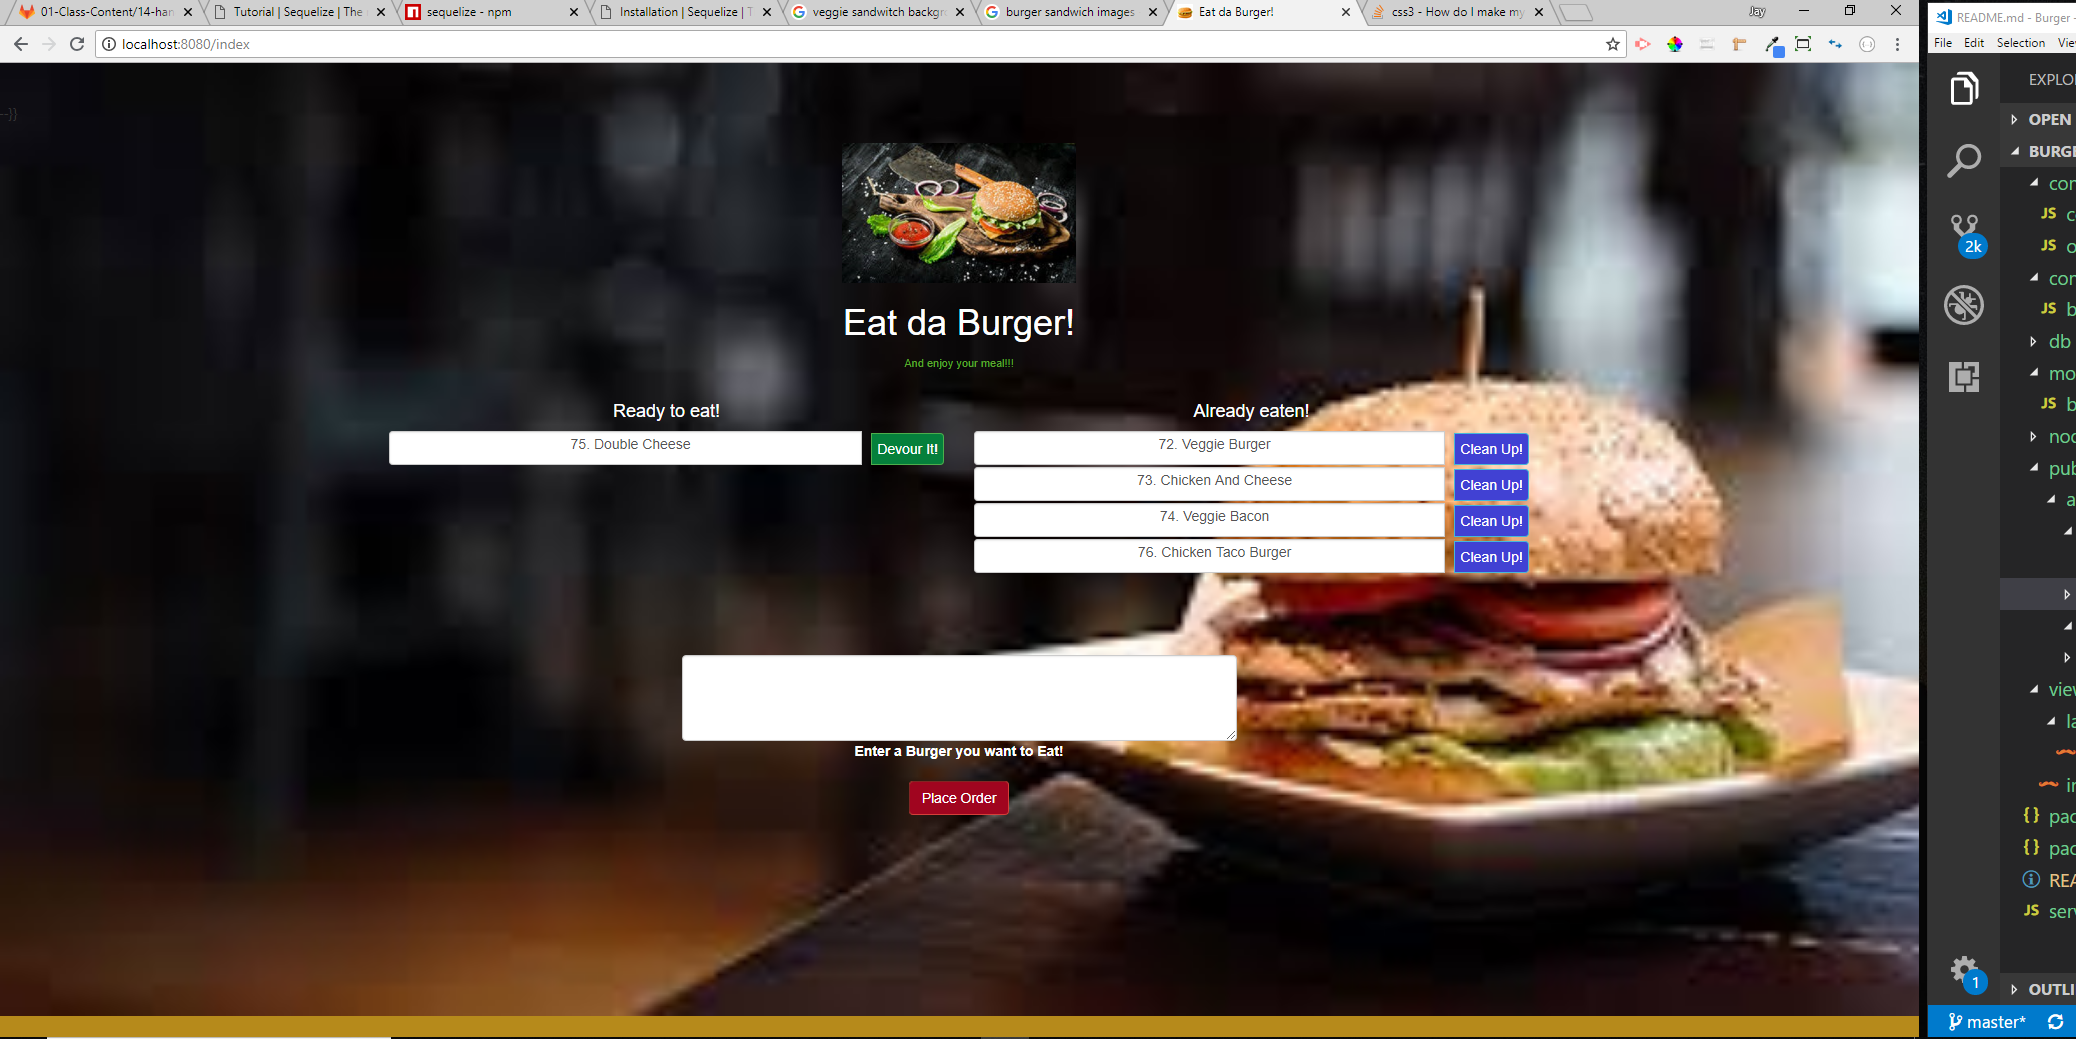 01-Class-Content/14-han
Tutorial | Sequelize | The
sequelize - npm
Installation | Sequelize | T
veggie sandwitch backgr
burger sandwich images
Eat da Burger!
css3 - How do I make my
Jay
localhost:8080/index
--}}
Eat da Burger!
And enjoy your meal!!!
Ready to eat!
75. Double Cheese
Devour It!
Already eaten!
72. Veggie Burger
Clean Up!
73. Chicken And Cheese
Clean Up!
74. Veggie Bacon
Clean Up!
76. Chicken Taco Burger
Clean Up!
Enter a Burger you want to Eat!
Place Order
README.md - Burger -
File Edit Selection Vie
EXPLO
OPEN
BURGE
con
JS c
JS o
con
JS b
db
mo
JS b
nod
pub
a
view
la
in
{} pac
{} pac
REA
JS serv
OUTLI
2k
1
master*